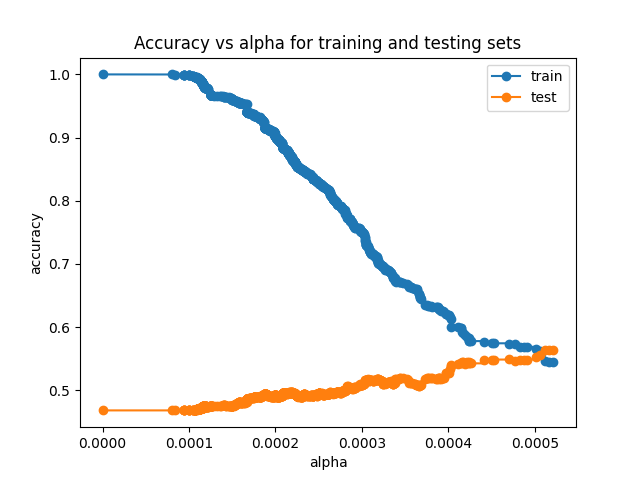 Accuracy vs alpha for training and testing sets
train
test
1.0
0.9
0.8
0.7
0.6
0.5
accuracy
0.0000
0.0001
0.0002
0.0003
0.0004
0.0005
alpha